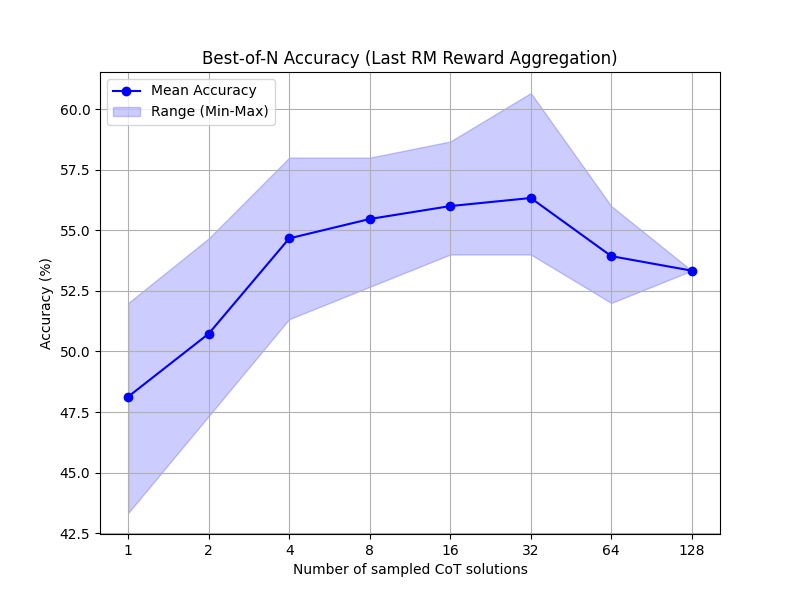 Best-of-N Accuracy (Last RM Reward Aggregation)
Mean Accuracy
Range (Min-Max)
Accuracy (%)
60.0
57.5
55.0
52.5
50.0
47.5
45.0
42.5
1 2 4 8 16 32 64 128
Number of sampled CoT solutions